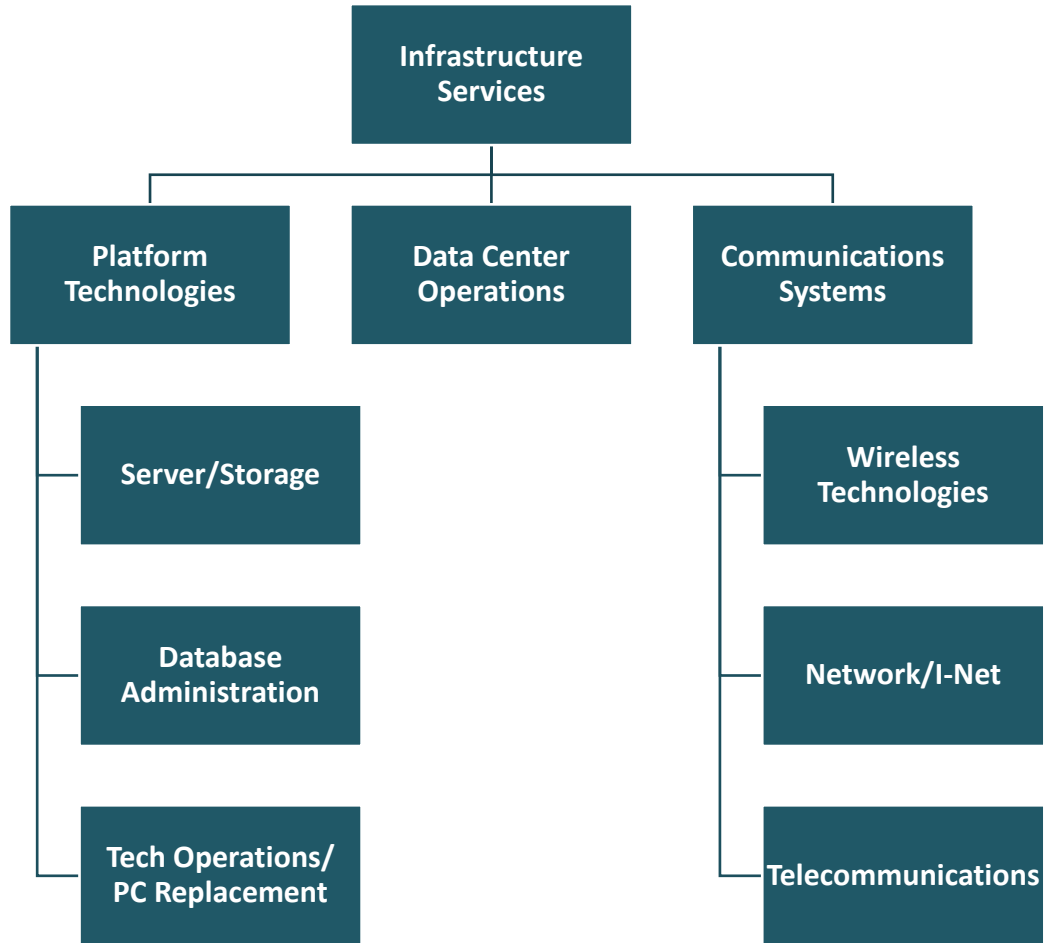 Infrastructure
Services
Platform
Technologies
Data Center
Operations
Communications
Systems
Server/Storage
Database
Administration
Tech Operations/
PC Replacement
Wireless
Technologies
Network/I-Net
Telecommunications